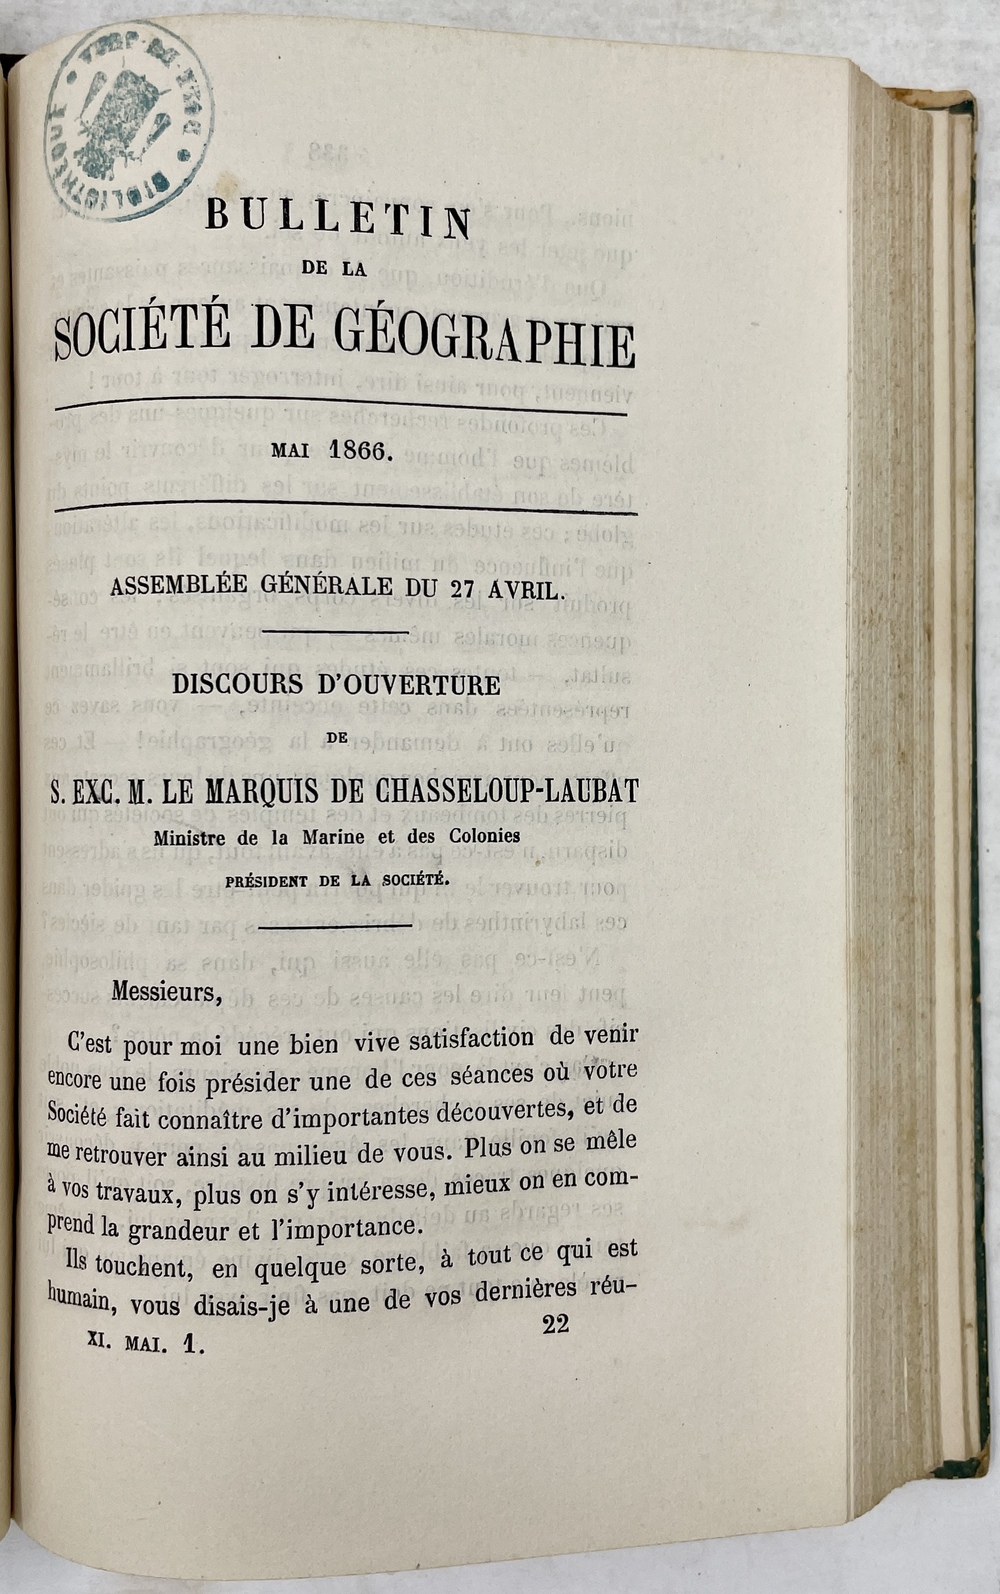 BIBLIOTHÈQUE
BULLETIN
DE LA
SOCIÉTÉ DE GÉOGRAPHIE
MAI 1866.
ASSEMBLÉE GÉNÉRALE DU 27 AVRIL.
DISCOURS D'OUVERTURE
DE
S. EXC. M. LE MARQUIS DE CHASSELOUP-LAUBAT
Ministre de la Marine et des Colonies
PRÉSIDENT DE LA SOCIÉTÉ.
Messieurs,
C'est pour moi une bien vive satisfaction de venir
encore une fois présider une de ces séances où votre
Société fait connaître d'importantes découvertes, et de
me retrouver ainsi au milieu de vous. Plus on se mêle
à vos travaux, plus on s'y intéresse, mieux on en com-
prend la grandeur et l'importance.
Ils touchent, en quelque sorte, à tout ce qui est
humain, vous disais-je à une de vos dernières réu-
XI. MAI. 1. 22